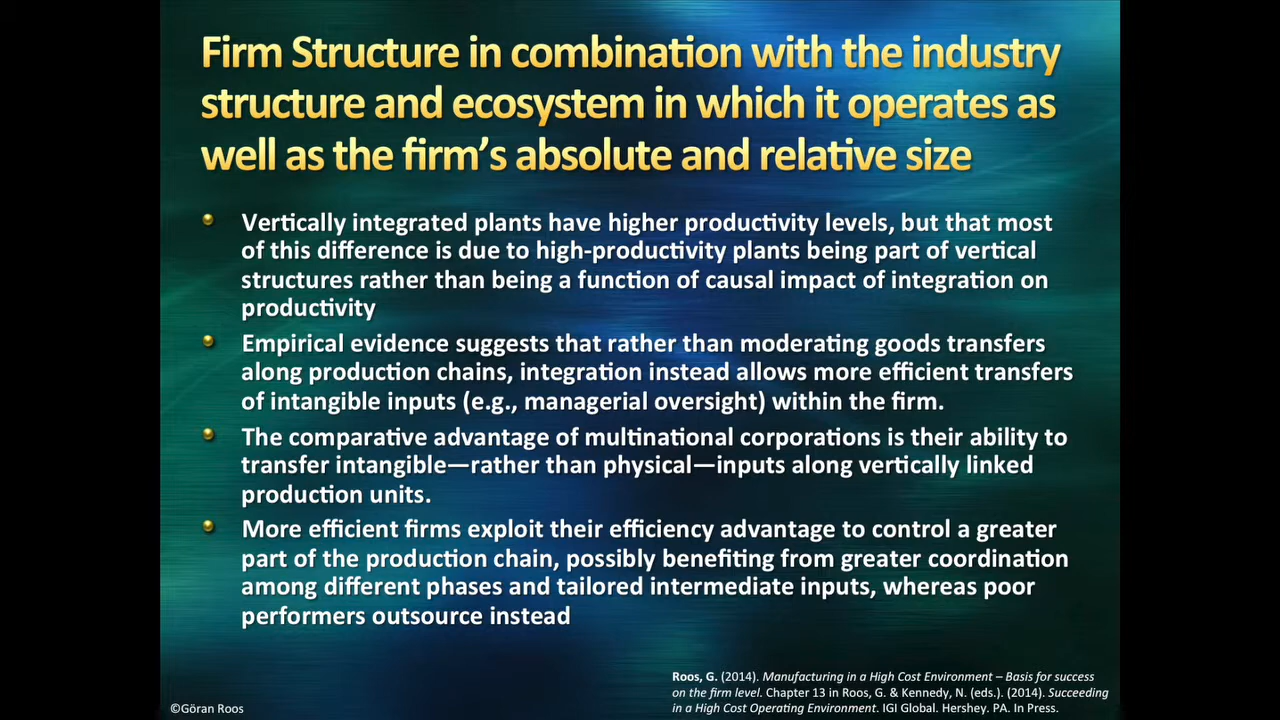 Firm Structure in combination with the industry
structure and ecosystem in which it operates as
well as the firm’s absolute and relative size
Vertically integrated plants have higher productivity levels, but that most
of this difference is due to high-productivity plants being part of vertical
structures rather than being a function of causal impact of integration on
productivity
Empirical evidence suggests that rather than moderating goods transfers
along production chains, integration instead allows more efficient transfers
of intangible inputs (e.g., managerial oversight) within the firm.
The comparative advantage of multinational corporations is their ability to
transfer intangible—rather than physical—inputs along vertically linked
production units.
More efficient firms exploit their efficiency advantage to control a greater
part of the production chain, possibly benefiting from greater coordination
among different phases and tailored intermediate inputs, whereas poor
performers outsource instead
Roos, G. (2014). Manufacturing in a High Cost Environment – Basis for success
on the firm level. Chapter 13 in Roos, G. & Kennedy, N. (eds.). (2014). Succeeding
in a High Cost Operating Environment. IGI Global. Hershey. PA. In Press.
©Göran Roos